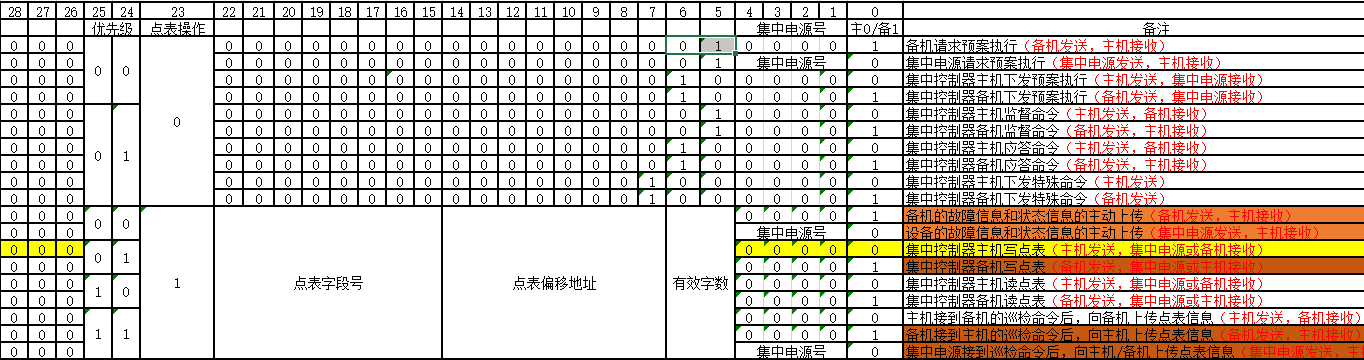 28 27 26 25 24 23 22 21 20 19 18 17 16 15 14 13 12 11 10 9 8 7 6 5 4 3 2 1 0
优先级 点表操作 集中电源号 主0/备1 备注
0 0 0 0 0 0 0 0 0 0 0 0 0 0 0 0 0 0 0 0 1 0 0 0 0 1 备机请求预案执行（备机发送，主机接收）
0 0 0 0 0 0 0 0 0 0 0 0 0 0 0 0 0 0 0 0 1 集中电源号 0 集中电源请求预案执行（集中电源发送，主机接收）
0 0
0 0 0 0 0 0 0 0 0 0 0 0 0 0 0 0 0 0 0 1 0 0 0 0 0 0 集中控制器主机下发预案执行（主机发送，集中电源接收）
0 0 0 0 0 0 0 0 0 0 0 0 0 0 0 0 0 0 0 1 0 0 0 0 0 1 集中控制器备机下发预案执行（备机发送，集中电源接收）
0 0 0 0 0 0 0 0 0 0 0 0 0 0 0 0 0 0 0 0 1 0 0 0 0 0 集中控制器主机监督命令（主机发送，备机接收）
0
0 0 0 0 0 0 0 0 0 0 0 0 0 0 0 0 0 0 0 0 1 0 0 0 0 1 集中控制器备机监督命令（备机发送，主机接收）
0 0 0 0 0 0 0 0 0 0 0 0 0 0 0 0 0 0 0 1 0 0 0 0 0 0 集中控制器主机应答命令（主机发送，备机接收）
0 1
0 0 0 0 0 0 0 0 0 0 0 0 0 0 0 0 0 0 0 1 0 0 0 0 0 1 集中控制器备机应答命令（备机发送，主机接收）
0 0 0 0 0 0 0 0 0 0 0 0 0 0 0 0 0 0 1 0 0 0 0 0 0 0 集中控制器主机下发特殊命令（主机发送）
0 0 0 0 0 0 0 0 0 0 0 0 0 0 0 0 0 0 1 0 0 0 0 0 0 1 集中控制器备机下发特殊命令（备机发送）
0 0 0 0 0 0 0 1 备机的故障信息和状态信息的主动上传（备机发送，主机接收）
0 0
0 0 0 集中电源号 0 设备的故障信息和状态信息的主动上传（集中电源发送，主机接收）
0 0 0 0 0 0 0 0 集中控制器主机写点表（主机发送，集中电源或备机接收）
0 1
0 0 0 0 0 0 0 1 集中控制器备机写点表（备机发送，集中电源或主机接收）
0 0 0 1 点表字段号 点表偏移地址 有效字数 0 0 0 0 0 集中控制器主机读点表（主机发送，集中电源或备机接收）
1 0
0 0 0 0 0 0 0 1 集中控制器备机读点表（备机发送，集中电源或主机接收）
0 0 0 0 0 0 0 0 主机接到备机的巡检命令后，向备机上传点表信息（主机发送，备机接收）
0 0 0 1 1 0 0 0 0 1 备机接到主机的巡检命令后，向主机上传点表信息（备机发送，主机接收）
0 0 0 集中电源号 0 集中电源接到巡检命令后，向主机/备机上传点表信息（集中电源发送，主